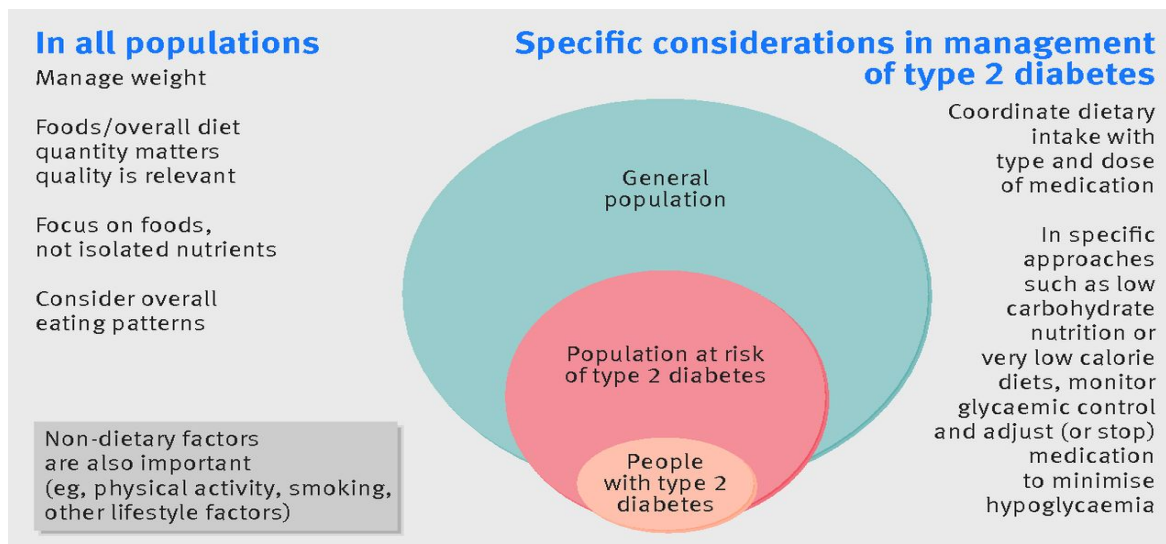 In all populations
Manage weight
Foods/overall diet
quantity matters
quality is relevant
Focus on foods,
not isolated nutrients
Consider overall
eating patterns
Non-dietary factors
are also important
(eg, physical activity, smoking,
other lifestyle factors)
General
population
Population at risk
of type 2 diabetes
People
with type 2
diabetes
Specific considerations in management
of type 2 diabetes
Coordinate dietary
intake with
type and dose
of medication
In specific
approaches
such as low
carbohydrate
nutrition or
very low calorie
diets, monitor
glycaemic control
and adjust (or stop)
medication
to minimise
hypoglycaemia